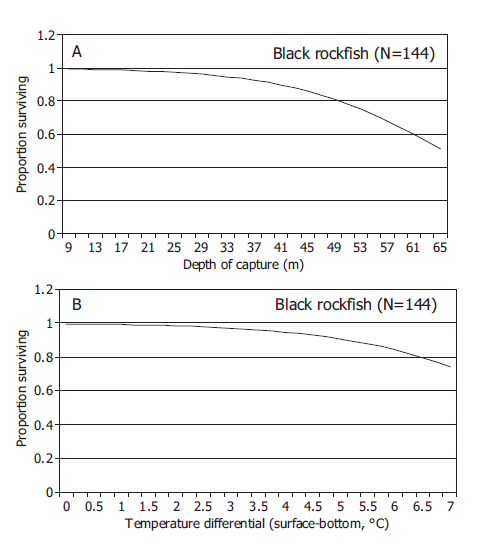 1.2
A
Black rockfish (N=144)
1
0.8
0.6
0.4
0.2
0
Proportion surviving
9 13 17 21 25 29 33 37 41 45 49 53 57 61 65
Depth of capture (m)
1.2
B
Black rockfish (N=144)
1
0.8
0.6
0.4
0.2
0
Proportion surviving
0 0.5 1 1.5 2 2.5 3 3.5 4 4.5 5 5.5 6 6.5 7
Temperature differential (surface-bottom, °C)